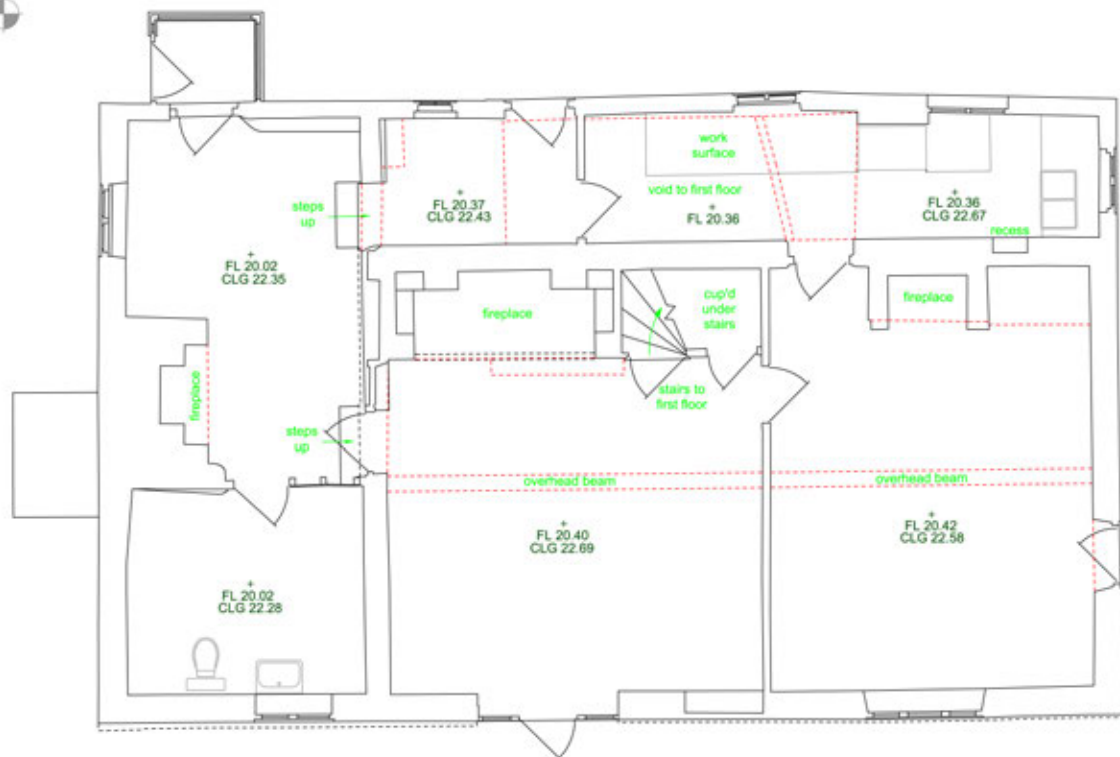 work
surface
steps
up
FL 20.37
CLG 22.43
void to first floor
FL 20.36
FL 20.36
CLG 22.67
recess
FL 20.02
CLG 22.35
fireplace
cup'd
under
stairs
fireplace
fireplace
stairs to
first floor
steps
up
overhead beam
overhead beam
FL 20.40
CLG 22.69
FL 20.42
CLG 22.58
FL 20.02
CLG 22.28